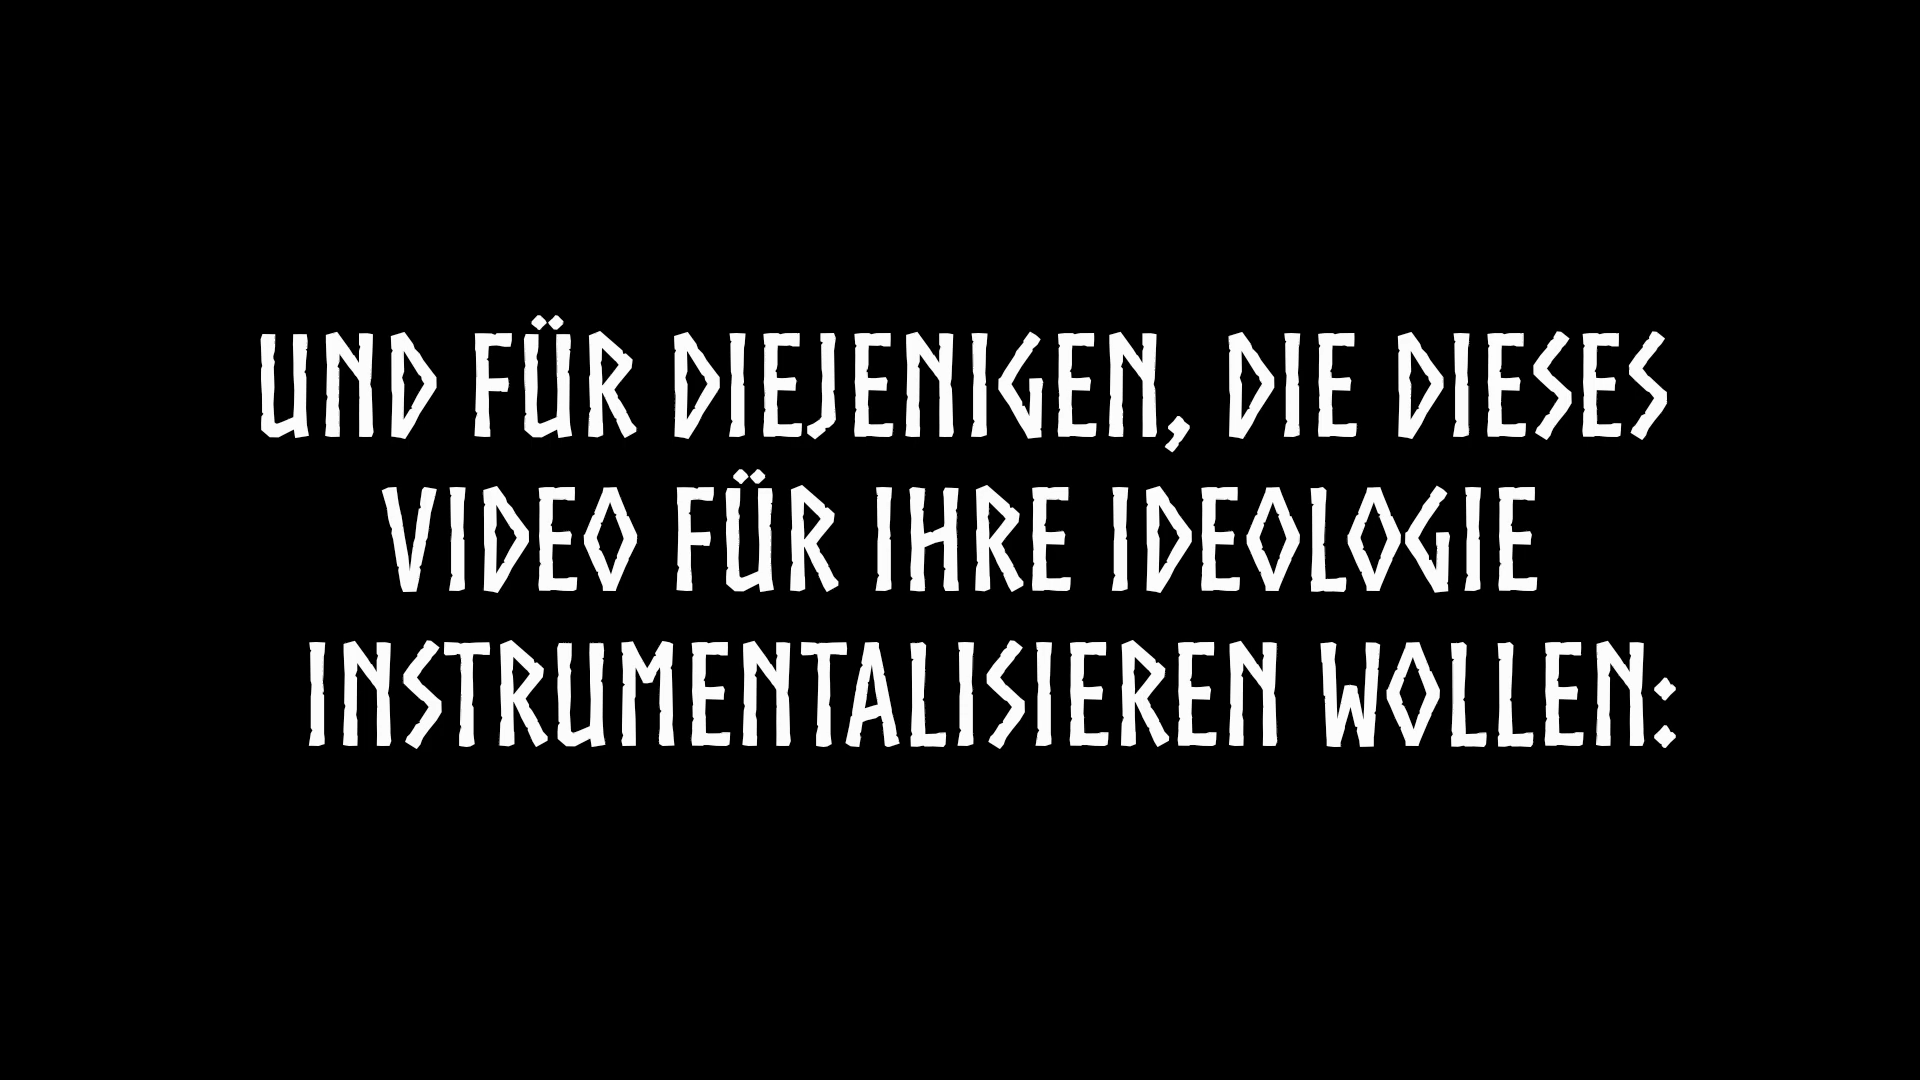 UND FÜR DIEJENIGEN, DIE DIESES
VIDEO FÜR IHRE IDEOLOGIE
INSTRUMENTALISIEREN WOLLEN: